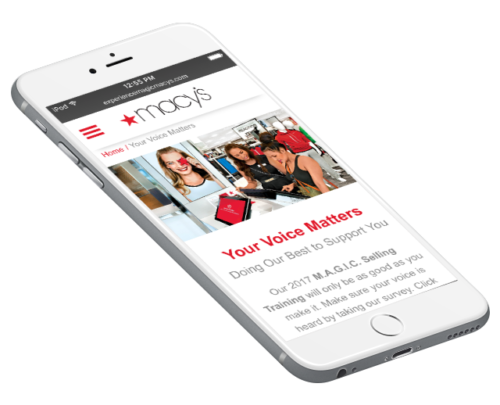 iPod 12:55 PM
experiencemagicmacys.com
★macy's
Home / Your Voice Matters
Your Voice Matters
Doing Our Best to Support You
Our 2017 M.A.G.I.C. Selling
Training will only be as good as you
make it. Make sure your voice is
heard by taking our survey. Click